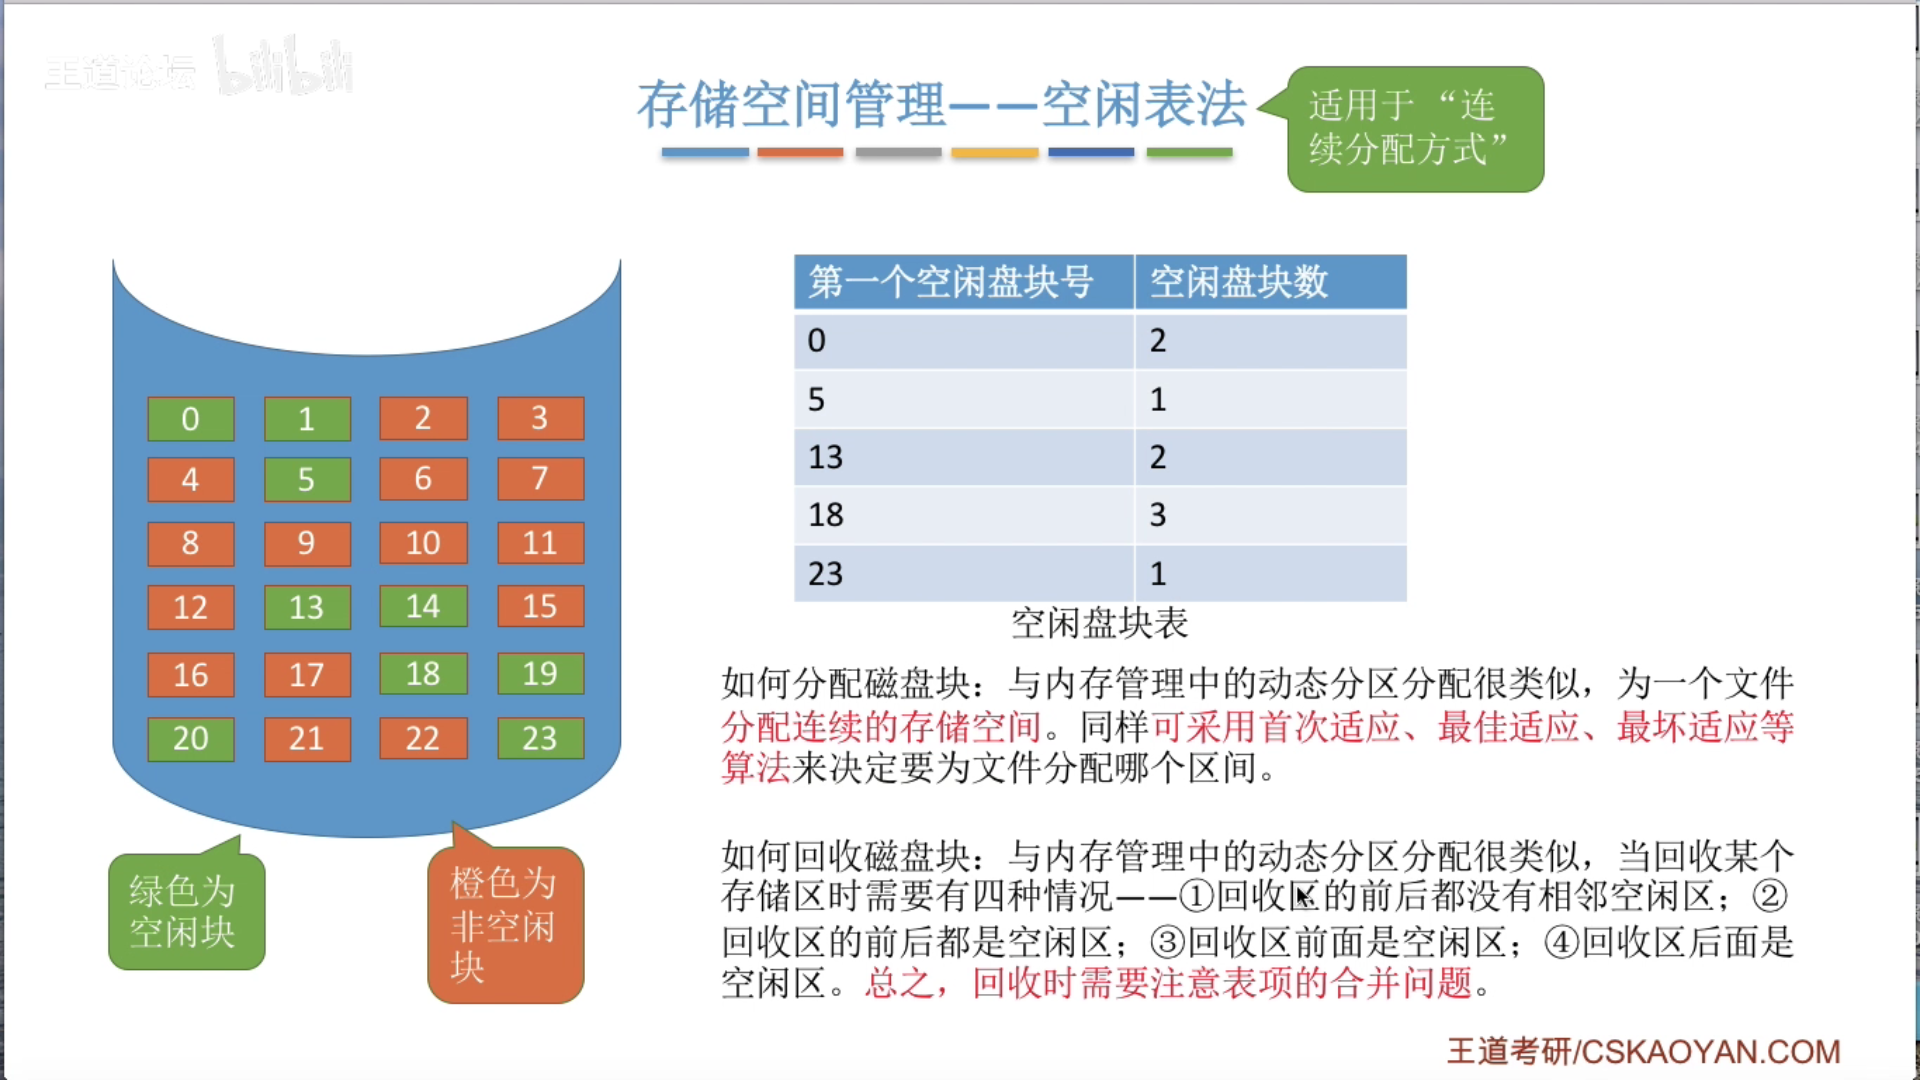 王道论坛 bilibili
存储空间管理——空闲表法
适用于 “连
续分配方式”
第一个空闲盘块号 空闲盘块数
0 2
5 1
13 2
18 3
23 1
空闲盘块表
0 1 2 3
4 5 6 7
8 9 10 11
12 13 14 15
16 17 18 19
20 21 22 23
绿色为
空闲块
橙色为
非空闲
块
如何分配磁盘块：与内存管理中的动态分区分配很类似，为一个文件
分配连续的存储空间。同样可采用首次适应、最佳适应、最坏适应等
算法来决定要为文件分配哪个区间。
如何回收磁盘块：与内存管理中的动态分区分配很类似，当回收某个
存储区时需要有四种情况——①回收区的前后都没有相邻空闲区；②
回收区的前后都是空闲区；③回收区前面是空闲区；④回收区后面是
空闲区。总之，回收时需要注意表项的合并问题。
王道考研/CSKAOYAN.COM